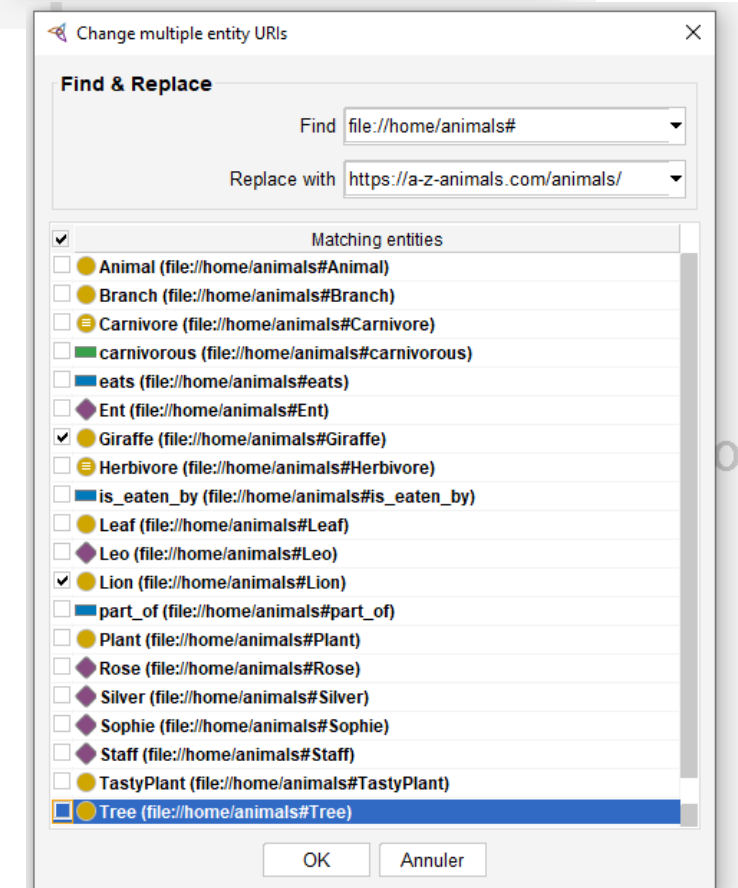 Change multiple entity URIs
Find & Replace
Find file://home/animals#
Replace with https://a-z-animals.com/animals/
Matching entities
Animal (file://home/animals#Animal)
Branch (file://home/animals#Branch)
Carnivore (file://home/animals#Carnivore)
carnivorous (file://home/animals#carnivorous)
eats (file://home/animals#eats)
Ent (file://home/animals#Ent)
Giraffe (file://home/animals#Giraffe)
Herbivore (file://home/animals#Herbivore)
is_eaten_by (file://home/animals#is_eaten_by)
Leaf (file://home/animals#Leaf)
Leo (file://home/animals#Leo)
Lion (file://home/animals#Lion)
part_of (file://home/animals#part_of)
Plant (file://home/animals#Plant)
Rose (file://home/animals#Rose)
Silver (file://home/animals#Silver)
Sophie (file://home/animals#Sophie)
Staff (file://home/animals#Staff)
TastyPlant (file://home/animals#TastyPlant)
Tree (file://home/animals#Tree)
OK Annuler